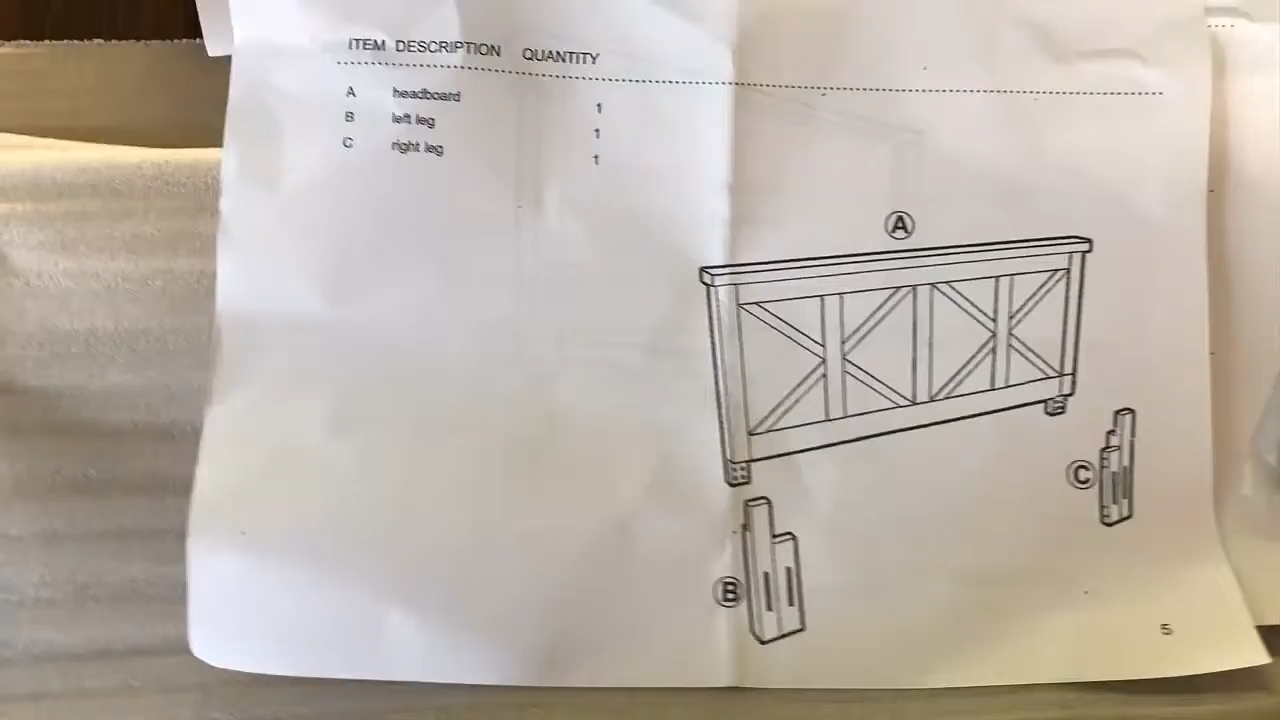 ITEM DESCRIPTION QUANTITY
A headboard 1
B left leg 1
C right leg 1
A
C
B
5